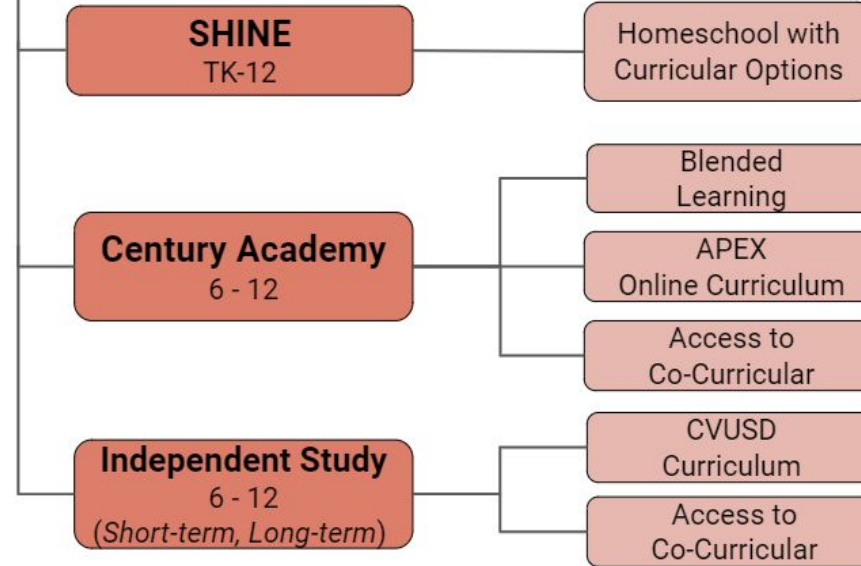 SHINE
TK-12
Homeschool with
Curricular Options
Century Academy
6 - 12
Blended
Learning
APEX
Online Curriculum
Access to
Co-Curricular
Independent Study
6 - 12
(Short-term, Long-term)
CVUSD
Curriculum
Access to
Co-Curricular